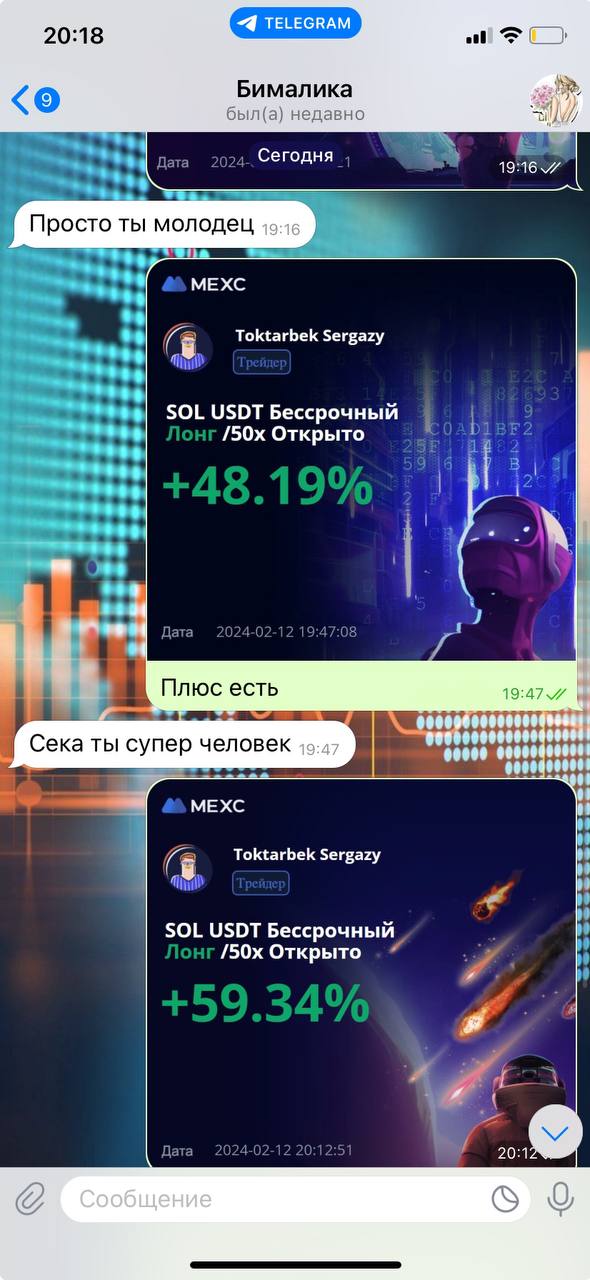 20:18
TELEGRAM
9
Бималика
был(а) недавно
Дата 2024-
Сегодня
19:16
Просто ты молодец 19:16
MEXC
Toktarbek Sergazy
Трейдер
SOL USDT Бессрочный
Лонг /50x Открыто
+48.19%
Дата 2024-02-12 19:47:08
Плюс есть
19:47
Сека ты супер человек 19:47
MEXC
Toktarbek Sergazy
Трейдер
SOL USDT Бессрочный
Лонг /50x Открыто
+59.34%
Дата 2024-02-12 20:12:51
20:12
Сообщение